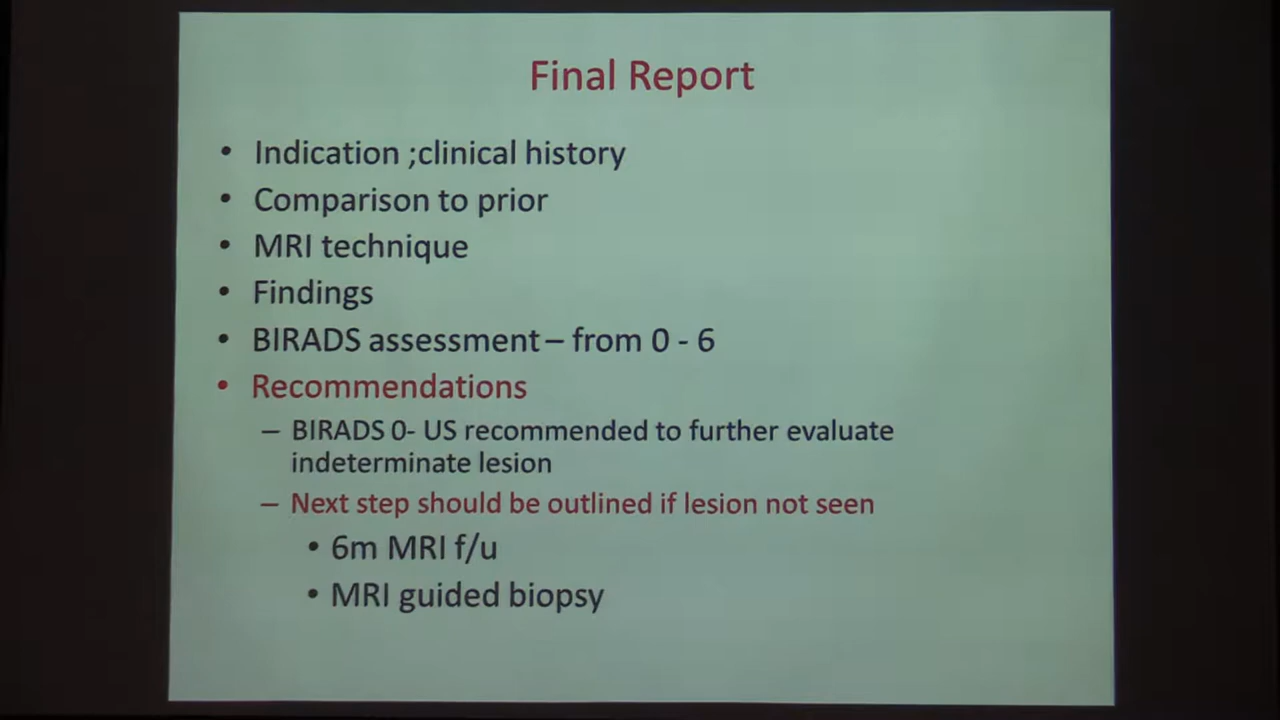 Final Report
• Indication ;clinical history
• Comparison to prior
• MRI technique
• Findings
• BIRADS assessment – from 0 - 6
• Recommendations
– BIRADS 0- US recommended to further evaluate
indeterminate lesion
– Next step should be outlined if lesion not seen
• 6m MRI f/u
• MRI guided biopsy